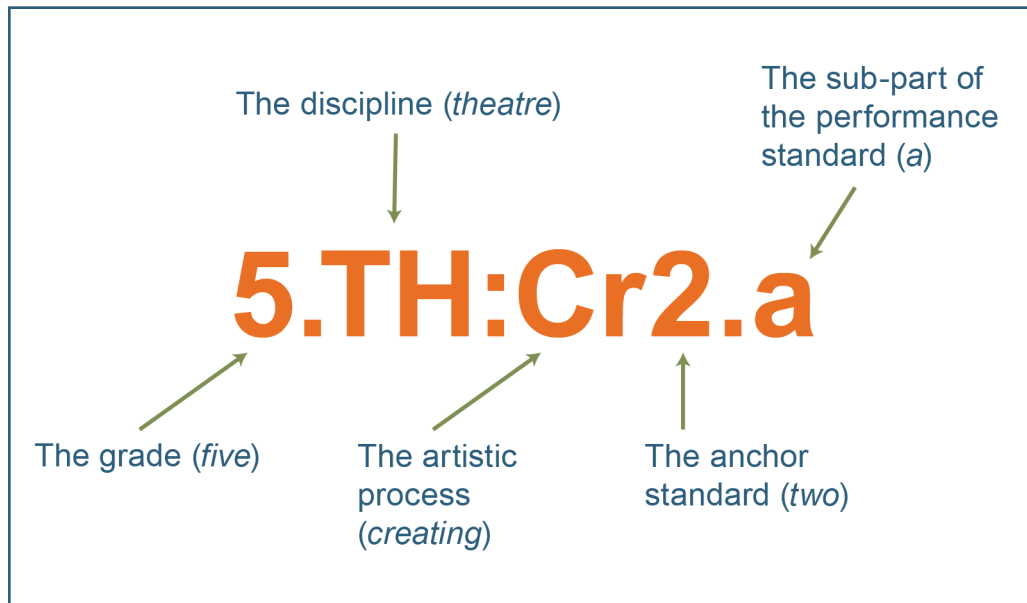 The discipline (theatre)
The sub-part of
the performance
standard (a)
5.TH:Cr2.a
The grade (five)
The artistic
process
(creating)
The anchor
standard (two)